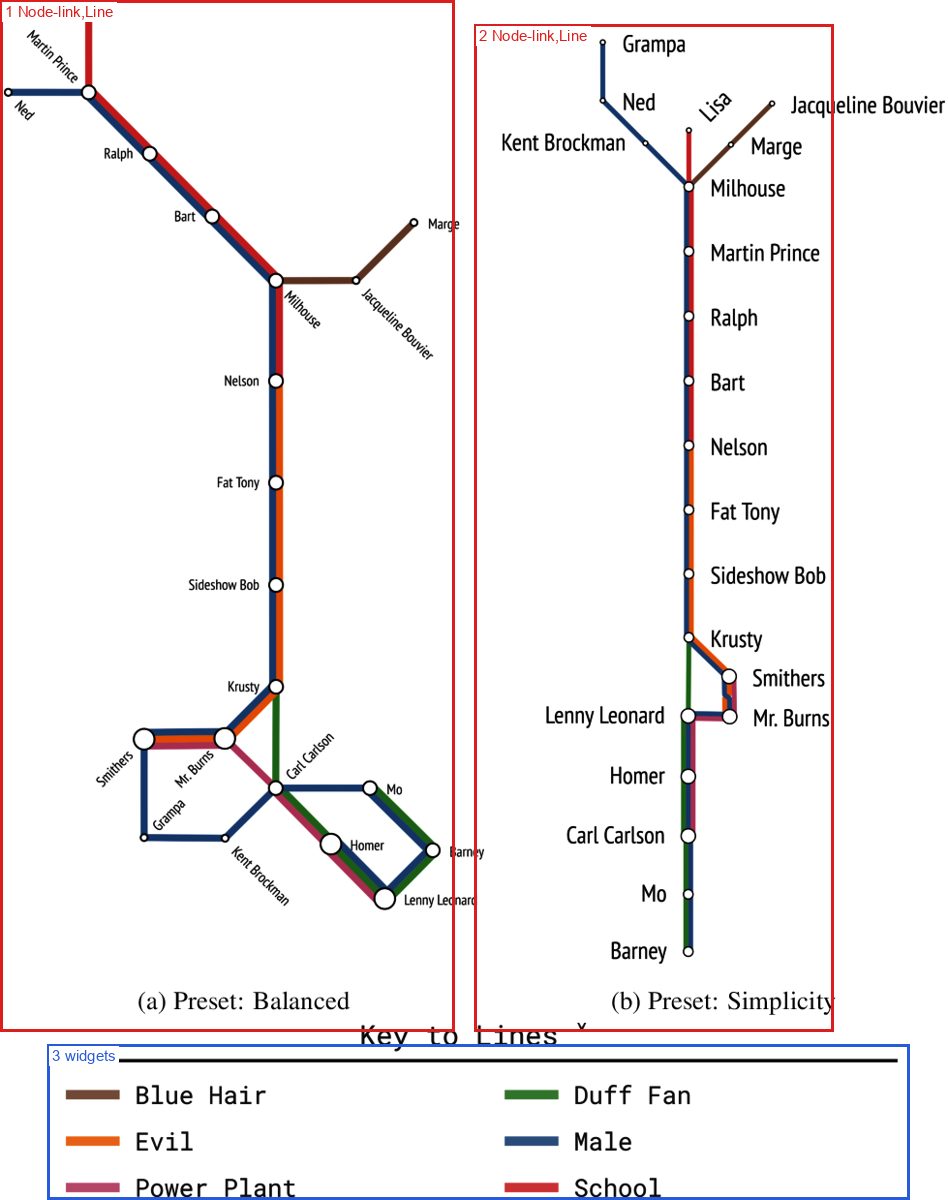 1 Node-link,Line
Martin Prince
Ned
Ralph
Bart
Marge
Milhouse
Jacqueline Bouvier
Nelson
Fat Tony
Sideshow Bob
Krusty
Smithers
Mr. Burns
Carl Carlson
Mo
Grampa
Kent Brockman
Homer
Barney
Lenny Leonard
(a) Preset: Balanced
2 Node-link,Line
Grampa
Ned
Lisa
Jacqueline Bouvier
Kent Brockman
Marge
Milhouse
Martin Prince
Ralph
Bart
Nelson
Fat Tony
Sideshow Bob
Krusty
Smithers
Lenny Leonard
Mr. Burns
Homer
Carl Carlson
Mo
Barney
(b) Preset: Simplicity
Key to Lines
3 widgets
Blue Hair
Duff Fan
Evil
Male
Power Plant
School